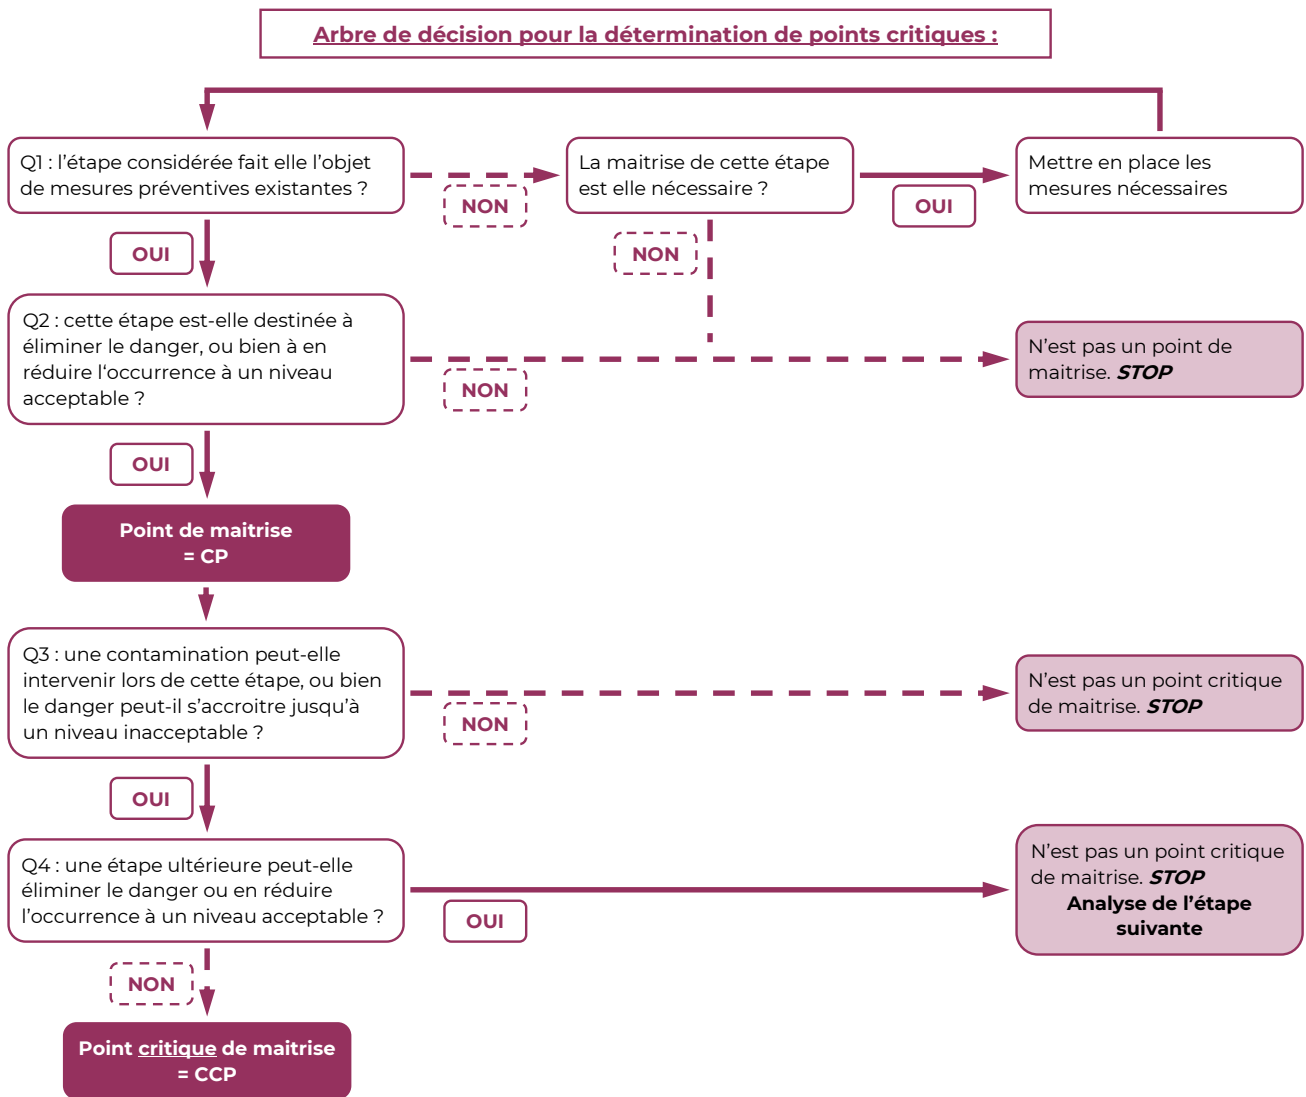 Arbre de décision pour la détermination de points critiques :
Q1 : l’étape considérée fait elle l’objet
de mesures préventives existantes ?
NON
La maitrise de cette étape
est elle nécessaire ?
OUI
Mettre en place les
mesures nécessaires
OUI
NON
Q2 : cette étape est-elle destinée à
éliminer le danger, ou bien à en
réduire l‘occurrence à un niveau
acceptable ?
NON
N’est pas un point de
maitrise. STOP
OUI
Point de maitrise
= CP
Q3 : une contamination peut-elle
intervenir lors de cette étape, ou bien
le danger peut-il s’accroitre jusqu’à
un niveau inacceptable ?
NON
N’est pas un point critique
de maitrise. STOP
OUI
Q4 : une étape ultérieure peut-elle
éliminer le danger ou en réduire
l’occurrence à un niveau acceptable ?
OUI
N’est pas un point critique
de maitrise. STOP
Analyse de l’étape
suivante
NON
Point critique de maitrise
= CCP